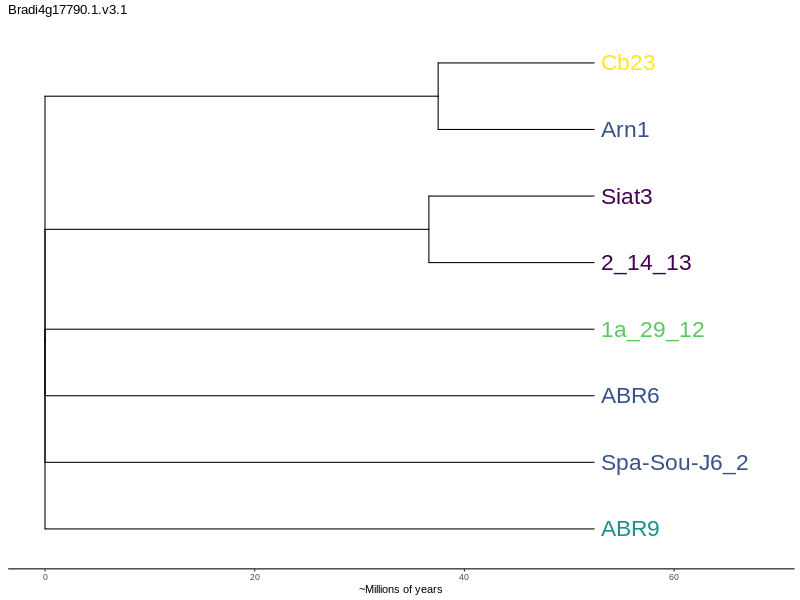 Bradi4g17790.1.v3.1
Cb23
Arn1
Siat3
2_14_13
1a_29_12
ABR6
Spa-Sou-J6_2
ABR9
0 20 40 60
~Millions of years